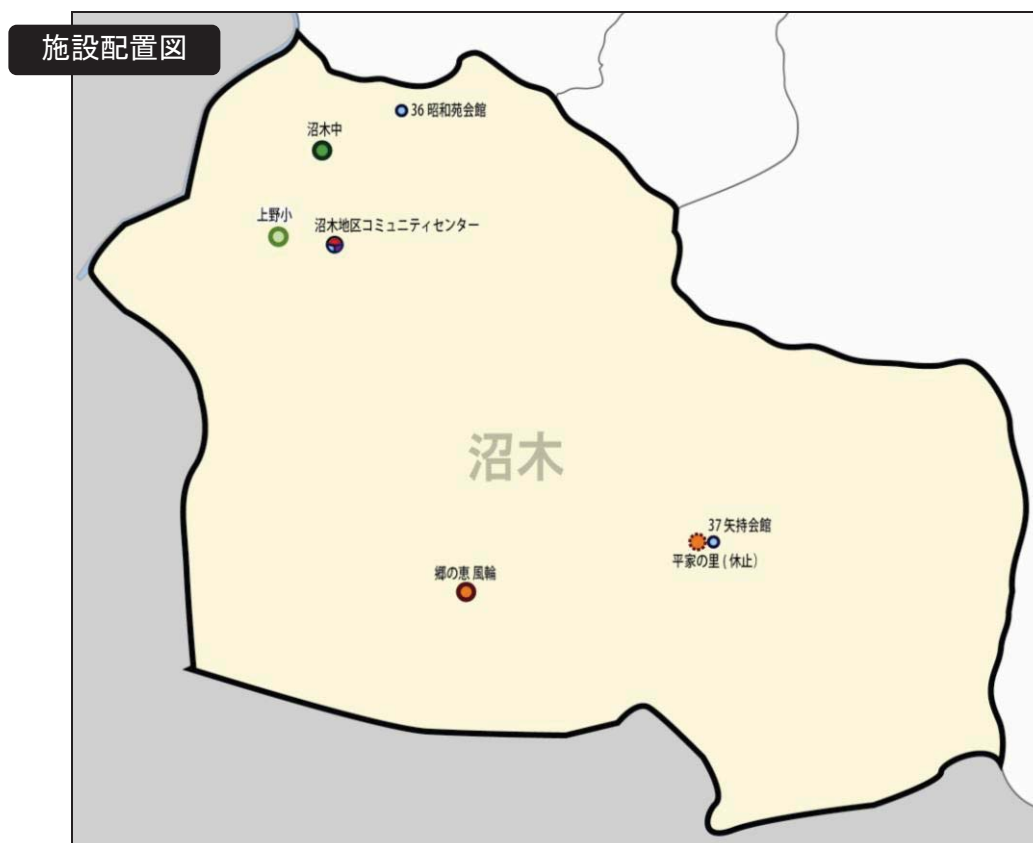 施設配置図
36 昭和苑会館
沼木中
上野小
沼木地区コミュニティセンター
沼木
37 矢持会館
平家の里 ( 休止)
郷の恵 風輪